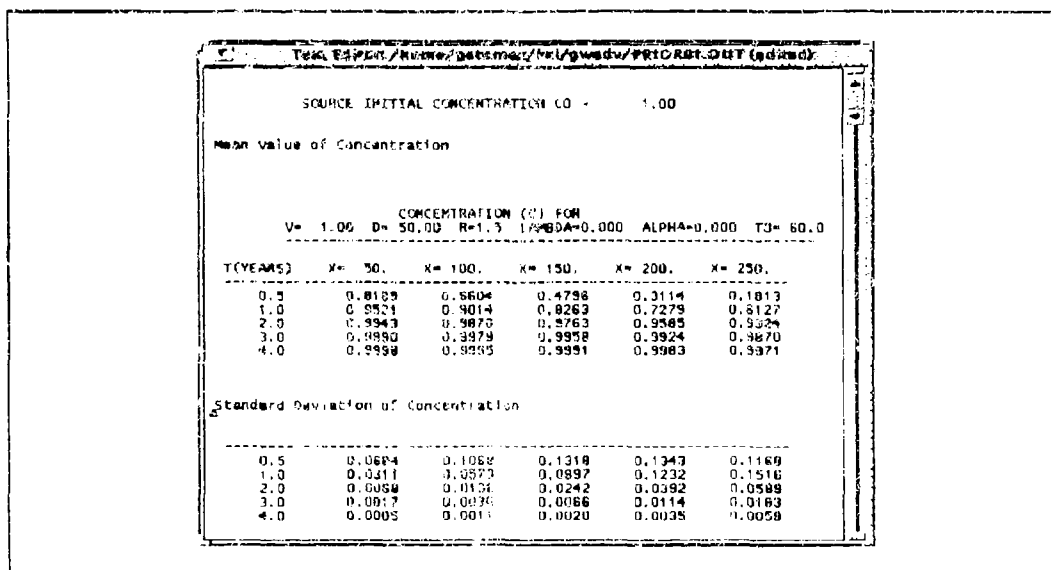 Text Editor
SOURCE INITIAL CONCENTRATION CO = 1.00
Mean Value of Concentration
CONCENTRATION (C) FOR
V= 1.00 D= 50.00 R=1.3 LAMBDA=0.000 ALPHA=0.000 T0= 60.0
T(YEARS) X= 50. X= 100. X= 150. X= 200. X= 250.
0.5 0.6604 0.4796 0.3114 0.1813
1.0 0.9521 0.9014 0.8263 0.7279 0.6127
2.0 0.9943 0.9870 0.9763 0.9585 0.9324
3.0 0.9990 0.9979 0.9958 0.9924 0.9870
4.0 0.9998 0.9995 0.9991 0.9983 0.9971
Standard Deviation of Concentration
0.5 0.0684 0.1068 0.1318 0.1343 0.1168
1.0 0.0311 0.0573 0.0897 0.1232 0.1516
2.0 0.0242 0.0392 0.0589
3.0 0.0017 0.0066 0.0114 0.0183
4.0 0.0005 0.0011 0.0020 0.0035 0.0058